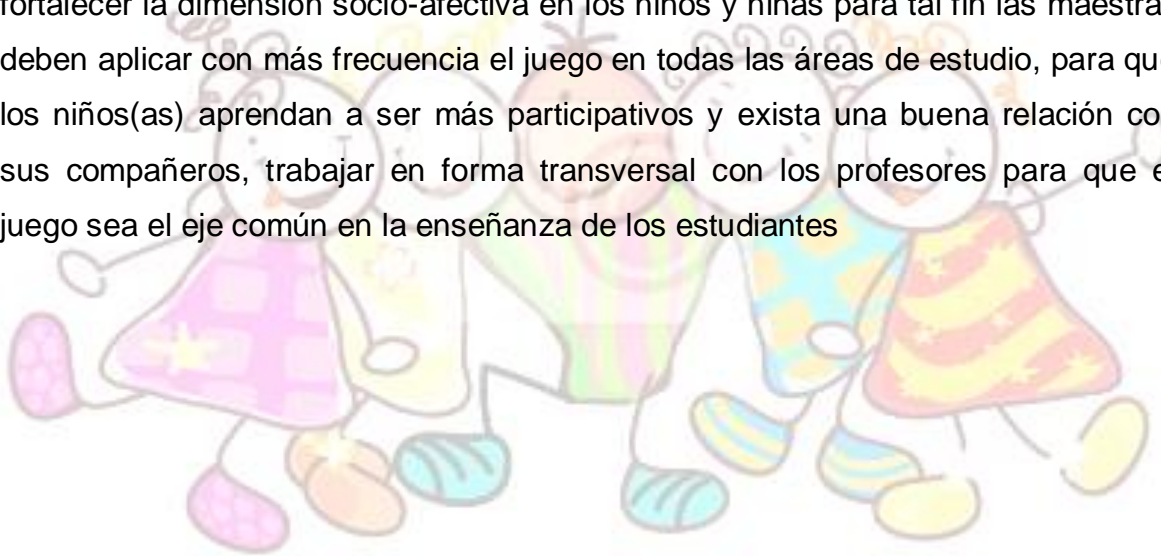 fortalecer la dimensión socio-afectiva en los niños y niñas para tal fin las maestra
deben aplicar con más frecuencia el juego en todas las áreas de estudio, para qu
los niños(as) aprendan a ser más participativos y exista una buena relación co
sus compañeros, trabajar en forma transversal con los profesores para que e
juego sea el eje común en la enseñanza de los estudiantes